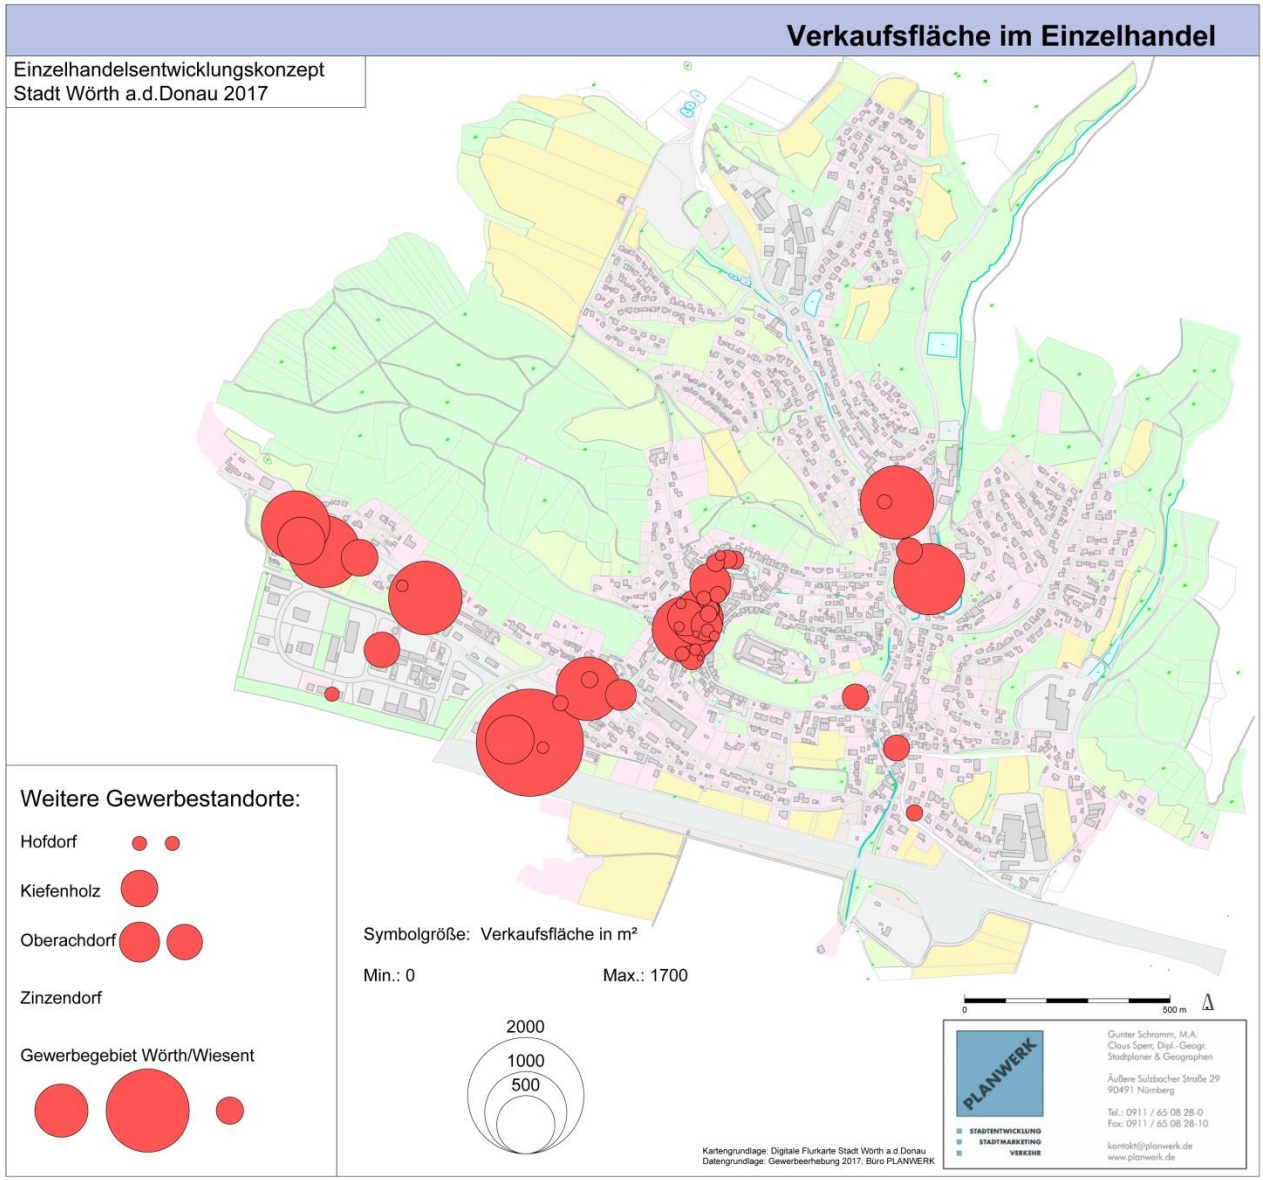 Verkaufsfläche im Einzelhandel
Einzelhandelsentwicklungskonzept
Stadt Wörth a.d.Donau 2017
Weitere Gewerbestandorte:
Hofdorf
Kiefenholz
Oberachdorf
Zinzendorf
Gewerbegebiet Wörth/Wiesent
Symbolgröße: Verkaufsfläche in m²
Min.: 0 Max.: 1700
2000
1000
500
0 500 m
PLANWERK
STADTENTWICKLUNG
STADTMARKETING
VERKEHR
Gunter Schramm, M.A.
Claus Sperr, Dipl.-Geogr.
Stadtplaner & Geographen
Äußere Sulzbacher Straße 29
90491 Nürnberg
Tel.: 0911 / 65 08 28-0
Fax: 0911 / 65 08 28-10
kontakt@planwerk.de
www.planwerk.de
Kartengrundlage: Digitale Flurkarte Stadt Wörth a.d.Donau
Datengrundlage: Gewerbeerhebung 2017; Büro PLANWERK